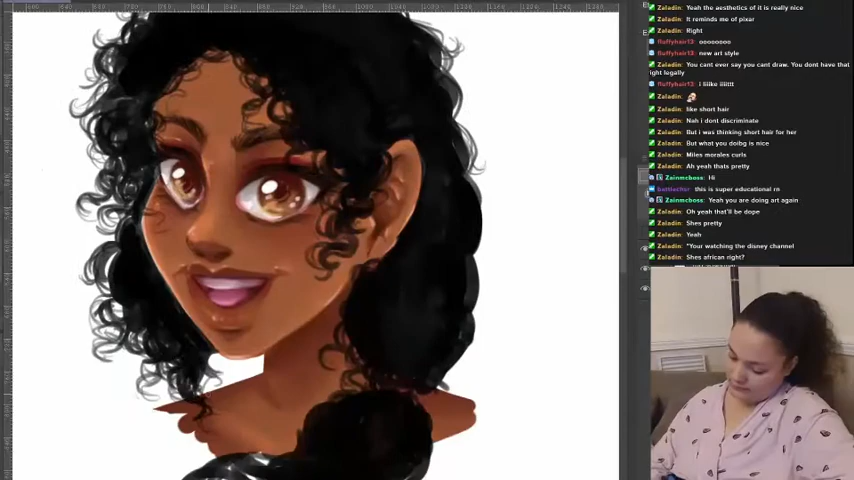 Zaladin: Yeah the aesthetics of it is really nice
Zaladin: It reminds me of pixar
Zaladin: Right
fluffyhair13: oooooooo
fluffyhair13: new art style
Zaladin: You cant ever say you cant draw. You dont have that
right legally
fluffyhair13: I liiike iiiittt
Zaladin:
Zaladin: like short hair
Zaladin: Nah i dont discriminate
Zaladin: But i was thinking short hair for her
Zaladin: But what you doibg is nice
Zaladin: Miles morales curls
Zaladin: Ah yeah thats pretty
Zainmcboss: Hi
this is super educational rn
Zainmcboss: Yeah you are doing art again
Zaladin: Oh yeah that'll be dope
Zaladin: Shes pretty
Zaladin: Yeah
Zaladin: "Your watching the disney channel
Zaladin: Shes african right?